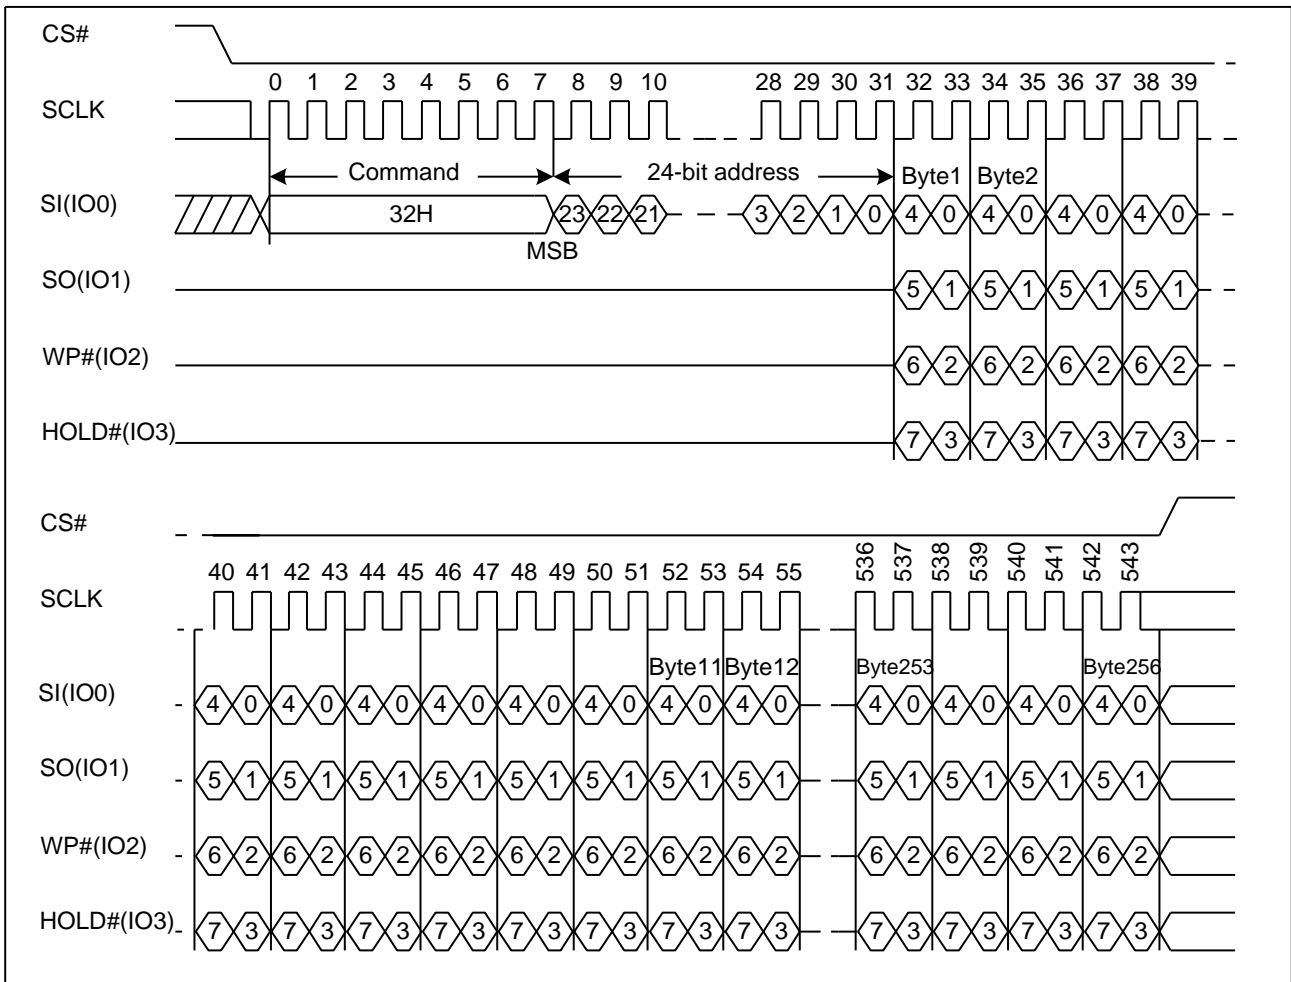 CS#
0 1 2 3 4 5 6 7 8 9 10 28 29 30 31 32 33 34 35 36 37 38 39
SCLK
Command 24-bit address Byte1 Byte2
SI(IO0) 32H 23 22 21 3 2 1 0 4 0 4 0 4 0 4 0
MSB
SO(IO1) 5 1 5 1 5 1 5 1
WP#(IO2) 6 2 6 2 6 2 6 2
HOLD#(IO3) 7 3 7 3 7 3 7 3
CS#
40 41 42 43 44 45 46 47 48 49 50 51 52 53 54 55 536 537 538 539 540 541 542 543
SCLK
Byte11 Byte12 Byte253 Byte256
SI(IO0) 4 0 4 0 4 0 4 0 4 0 4 0 4 0 4 0 4 0 4 0 4 0 4 0
SO(IO1) 5 1 5 1 5 1 5 1 5 1 5 1 5 1 5 1 5 1 5 1 5 1 5 1
WP#(IO2) 6 2 6 2 6 2 6 2 6 2 6 2 6 2 6 2 6 2 6 2 6 2 6 2
HOLD#(IO3) 7 3 7 3 7 3 7 3 7 3 7 3 7 3 7 3 7 3 7 3 7 3 7 3